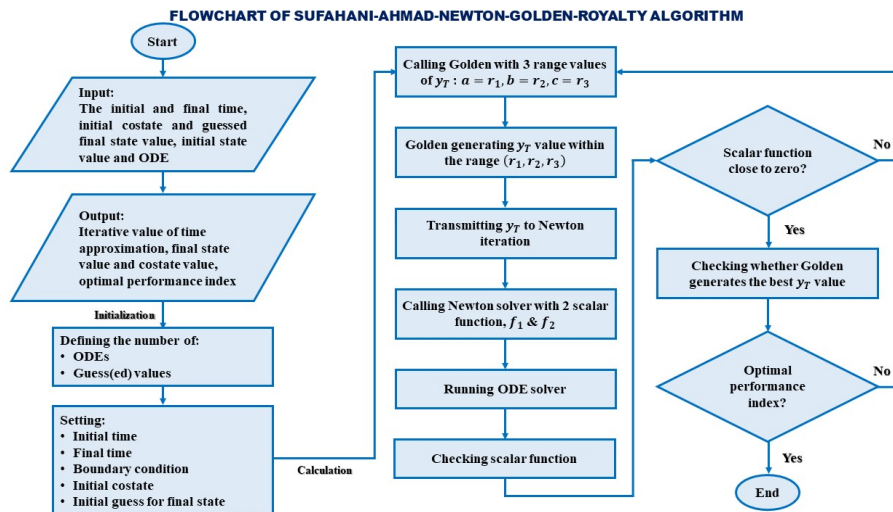 FLOWCHART OF SUFAHANI-AHMAD-NEWTON-GOLDEN-ROYALTY ALGORITHM
Start
Input:
The initial and final time,
initial costate and guessed
final state value, initial state
value and ODE
Output:
Iterative value of time
approximation, final state
value and costate value,
optimal performance index
Initialization
Defining the number of:
• ODEs
• Guess(ed) values
Setting:
• Initial time
• Final time
• Boundary condition
• Initial costate
• Initial guess for final state
Calculation
Calling Golden with 3 range values
of y_T : a = r_1, b = r_2, c = r_3
Golden generating y_T value within
the range (r_1, r_2, r_3)
Transmitting y_T to Newton
iteration
Calling Newton solver with 2 scalar
function, f_1 & f_2
Running ODE solver
Checking scalar function
Scalar function
close to zero?
No
Yes
Checking whether Golden
generates the best y_T value
Optimal
performance
index?
No
Yes
End